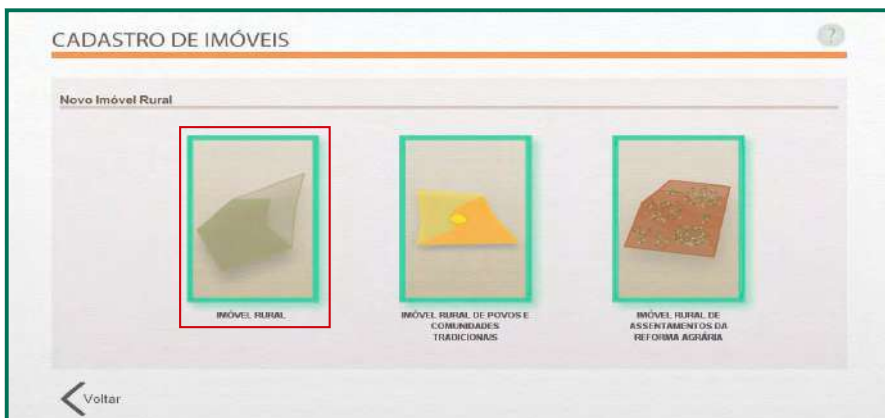 CADASTRO DE IMÓVEIS
?
Novo Imóvel Rural
IMÓVEL RURAL
IMÓVEL RURAL DE POVOS E
COMUNIDADES
TRADICIONAIS
IMÓVEL RURAL DE
ASSENTAMENTOS DA
REFORMA AGRÁRIA
Voltar